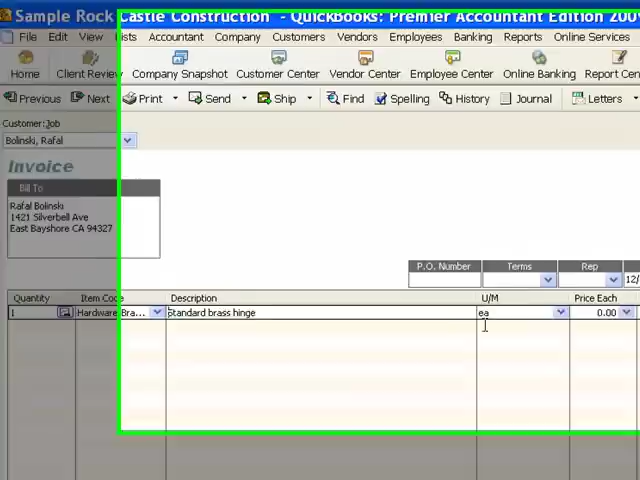 Sample Rock Castle Construction - QuickBooks: Premier Accountant Edition 2009
File Edit View Lists Accountant Company Customers Vendors Employees Banking Reports Online Services
Home Client Review Company Snapshot Customer Center Vendor Center Employee Center Online Banking Report Cen
Previous Next Print Send Ship Find Spelling History Journal Letters
Customer:Job
Bolinski, Rafal
Invoice
Bill To
Rafal Bolinski
1421 Silverbell Ave
East Bayshore CA 94327
P.O. Number Terms Rep
12/
Quantity Item Code Description U/M Price Each
1 Hardware:Bra... Standard brass hinge ea 0.00